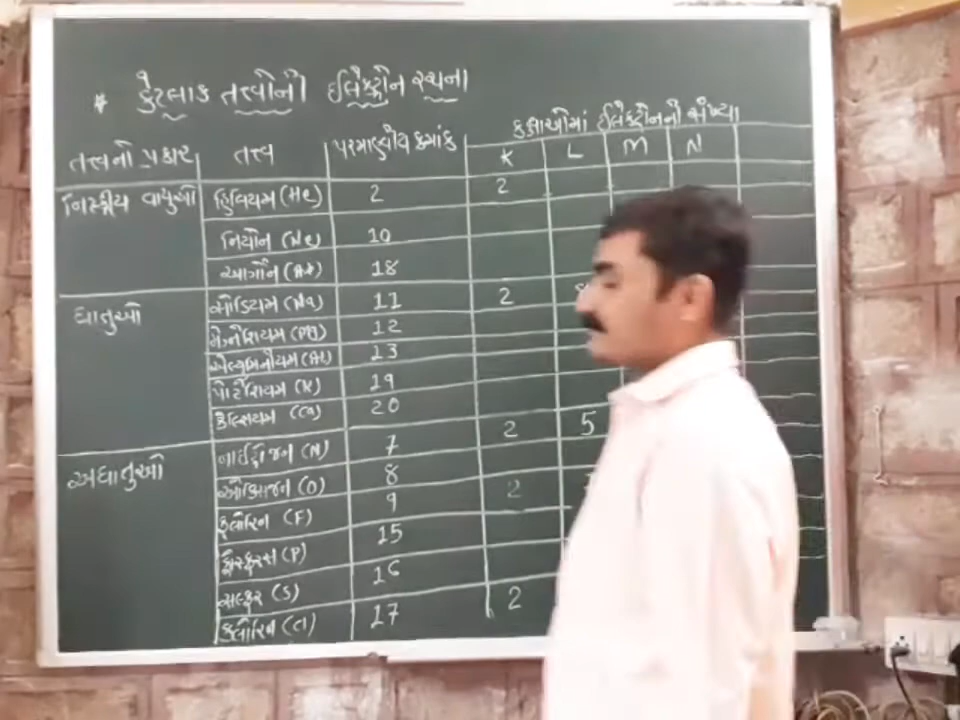 * કેટલાક તત્ત્વોની ઈલેક્ટ્રોન રચના
તત્ત્વનો પ્રકાર તત્ત્વ પરમાણ્વીય ક્રમાંક કક્ષાઓમાં ઈલેક્ટ્રોનની સંખ્યા
K L M N
નિષ્ક્રીય વાયુઓ હિલિયમ (He) 2 2
નિયોન (Ne) 10
આર્ગોન (Ar) 18
ધાતુઓ સોડિયમ (Na) 11 2
મેગ્નેશિયમ (Mg) 12
એલ્યુમિનીયમ (Al) 13
પોર્ટેશિયમ (K) 19
કેલ્સિયમ (Ca) 20
અધાતુઓ નાઈટ્રોજન (N) 7 2 5
ઓક્સિજન (O) 8
ફ્લોરિન (F) 9 2
ફોસ્ફરસ (P) 15
સલ્ફર (S) 16
ક્લોરિન (Cl) 17 2